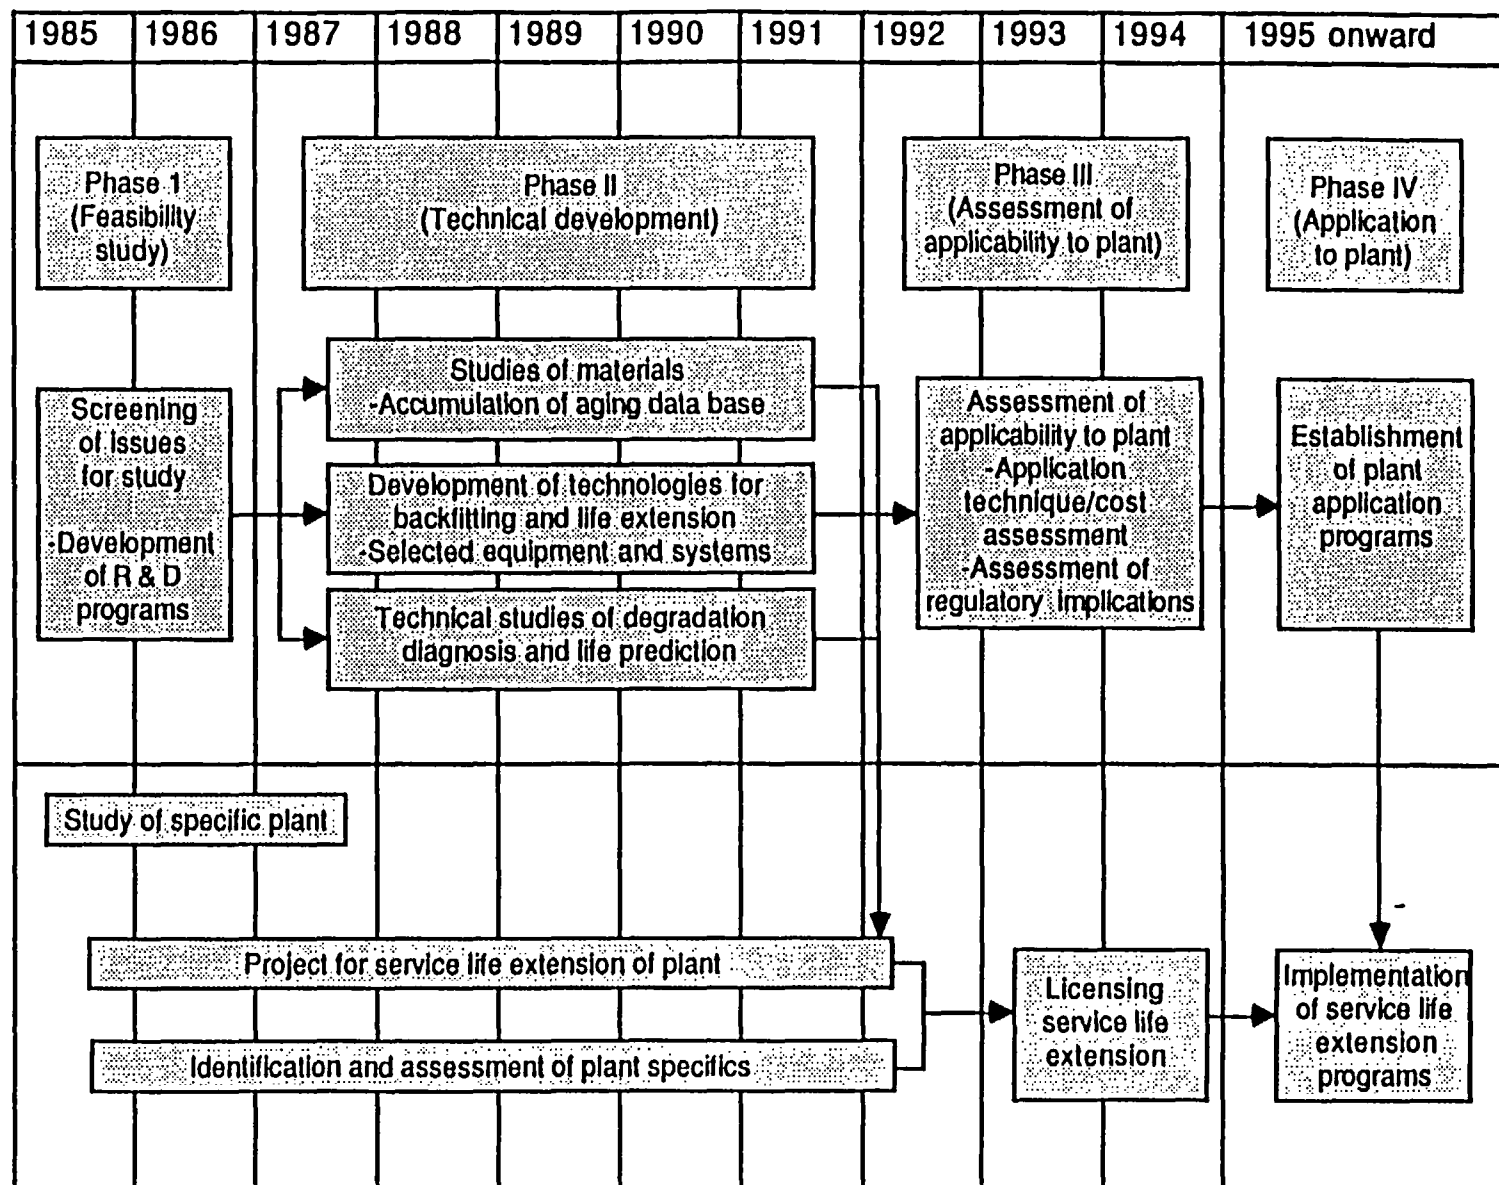 1985 1986 1987 1988 1989 1990 1991 1992 1993 1994 1995 onward
Phase 1
(Feasibility
study)
Phase II
(Technical development)
Phase III
(Assessment of
applicability to plant)
Phase IV
(Application
to plant)
Screening
of issues
for study
-Development
of R & D
programs
Studies of materials
-Accumulation of aging data base
Development of technologies for
backfitting and life extension
-Selected equipment and systems
Technical studies of degradation
diagnosis and life prediction
Assessment of
applicability to plant
-Application
technique/cost
assessment
-Assessment of
regulatory implications
Establishment
of plant
application
programs
Study of specific plant
Project for service life extension of plant
Identification and assessment of plant specifics
Licensing
service life
extension
Implementation
of service life
extension
programs